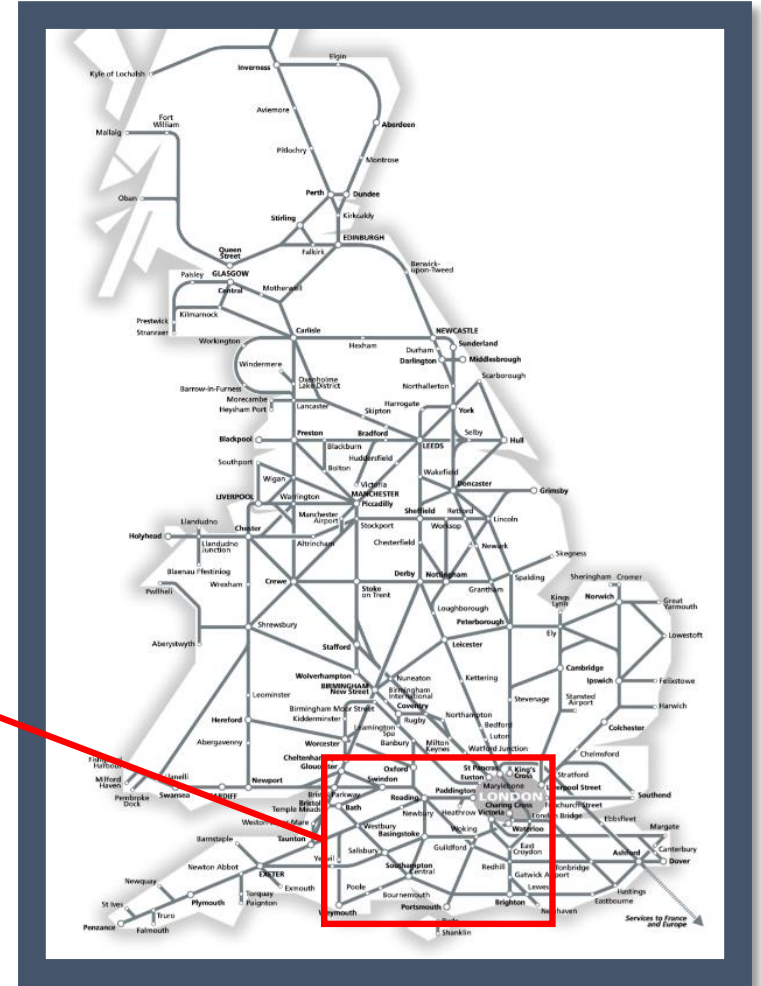 Elgin
Inverness
Kyle of Lochalsh
Aviemore
Fort
William
Aberdeen
Mallaig
Pitlochry
Montrose
Perth
Dundee
Oban
Stirling
Kirkcaldy
EDINBURGH
Queen
Street
Falkirk
Berwick-
upon-Tweed
Paisley
GLASGOW
Central
Motherwell
Prestwick
Kilmarnock
Stranraer
Carlisle
NEWCASTLE
Workington
Hexham
Sunderland
Durham
Darlington
Middlesbrough
Windermere
Scarborough
Oxenholme
Lake District
Barrow-in-Furness
Northallerton
Morecambe
Lancaster
Harrogate
Heysham Port
Skipton
York
Preston
Bradford
Selby
Blackpool
Hull
Blackburn
LEEDS
Huddersfield
Southport
Bolton
Wakefield
Wigan
Victoria
Doncaster
MANCHESTER
Grimsby
LIVERPOOL
Warrington
Piccadilly
Manchester
Airport
Sheffield
Retford
Llandudno
Stockport
Worksop
Lincoln
Holyhead
Chester
Llandudno
Junction
Altrincham
Chesterfield
Newark
Skegness
Blaenau Ffestiniog
Derby
Nottingham
Spalding
Sheringham
Cromer
Pwllheli
Wrexham
Crewe
Stoke
on Trent
Grantham
Kings
Lynn
Norwich
Great
Yarmouth
Loughborough
Shrewsbury
Peterborough
Lowestoft
Aberystwyth
Stafford
Leicester
Ely
Wolverhampton
Cambridge
BIRMINGHAM
New Street
Nuneaton
Kettering
Ipswich
Felixstowe
Birmingham
International
Leominster
Stevenage
Stansted
Airport
Birmingham Moor Street
Coventry
Harwich
Hereford
Kidderminster
Rugby
Northampton
Leamington
Spa
Bedford
Colchester
Abergavenny
Worcester
Banbury
Milton
Keynes
Luton
Watford Junction
Chelmsford
Cheltenham
Gloucester
Oxford
St Pancras
King's
Cross
Milford
Haven
Llanelli
Newport
Swindon
Euston
Stratford
Marylebone
Liverpool Street
Pembroke
Dock
Swansea
CARDIFF
Bristol Parkway
Reading
Paddington
LONDON
Southend
Bristol
Temple Meads
Bath
Charing Cross
Fenchurch Street
Newbury
Heathrow
Victoria
London Bridge
Weston-super-Mare
Ebbsfleet
Westbury
Waterloo
Margate
Barnstaple
Taunton
Basingstoke
Woking
Yeovil
Salisbury
Guildford
East
Croydon
Canterbury
Newton Abbot
Ashford
Southampton
Central
Redhill
Tonbridge
Dover
EXETER
Gatwick Airport
Newquay
Exmouth
Poole
Lewes
Hastings
Torquay
Bournemouth
St Ives
Plymouth
Paignton
Portsmouth
Brighton
Eastbourne
Truro
Weymouth
Newhaven
Penzance
Falmouth
Services to France
and Europe
Shanklin